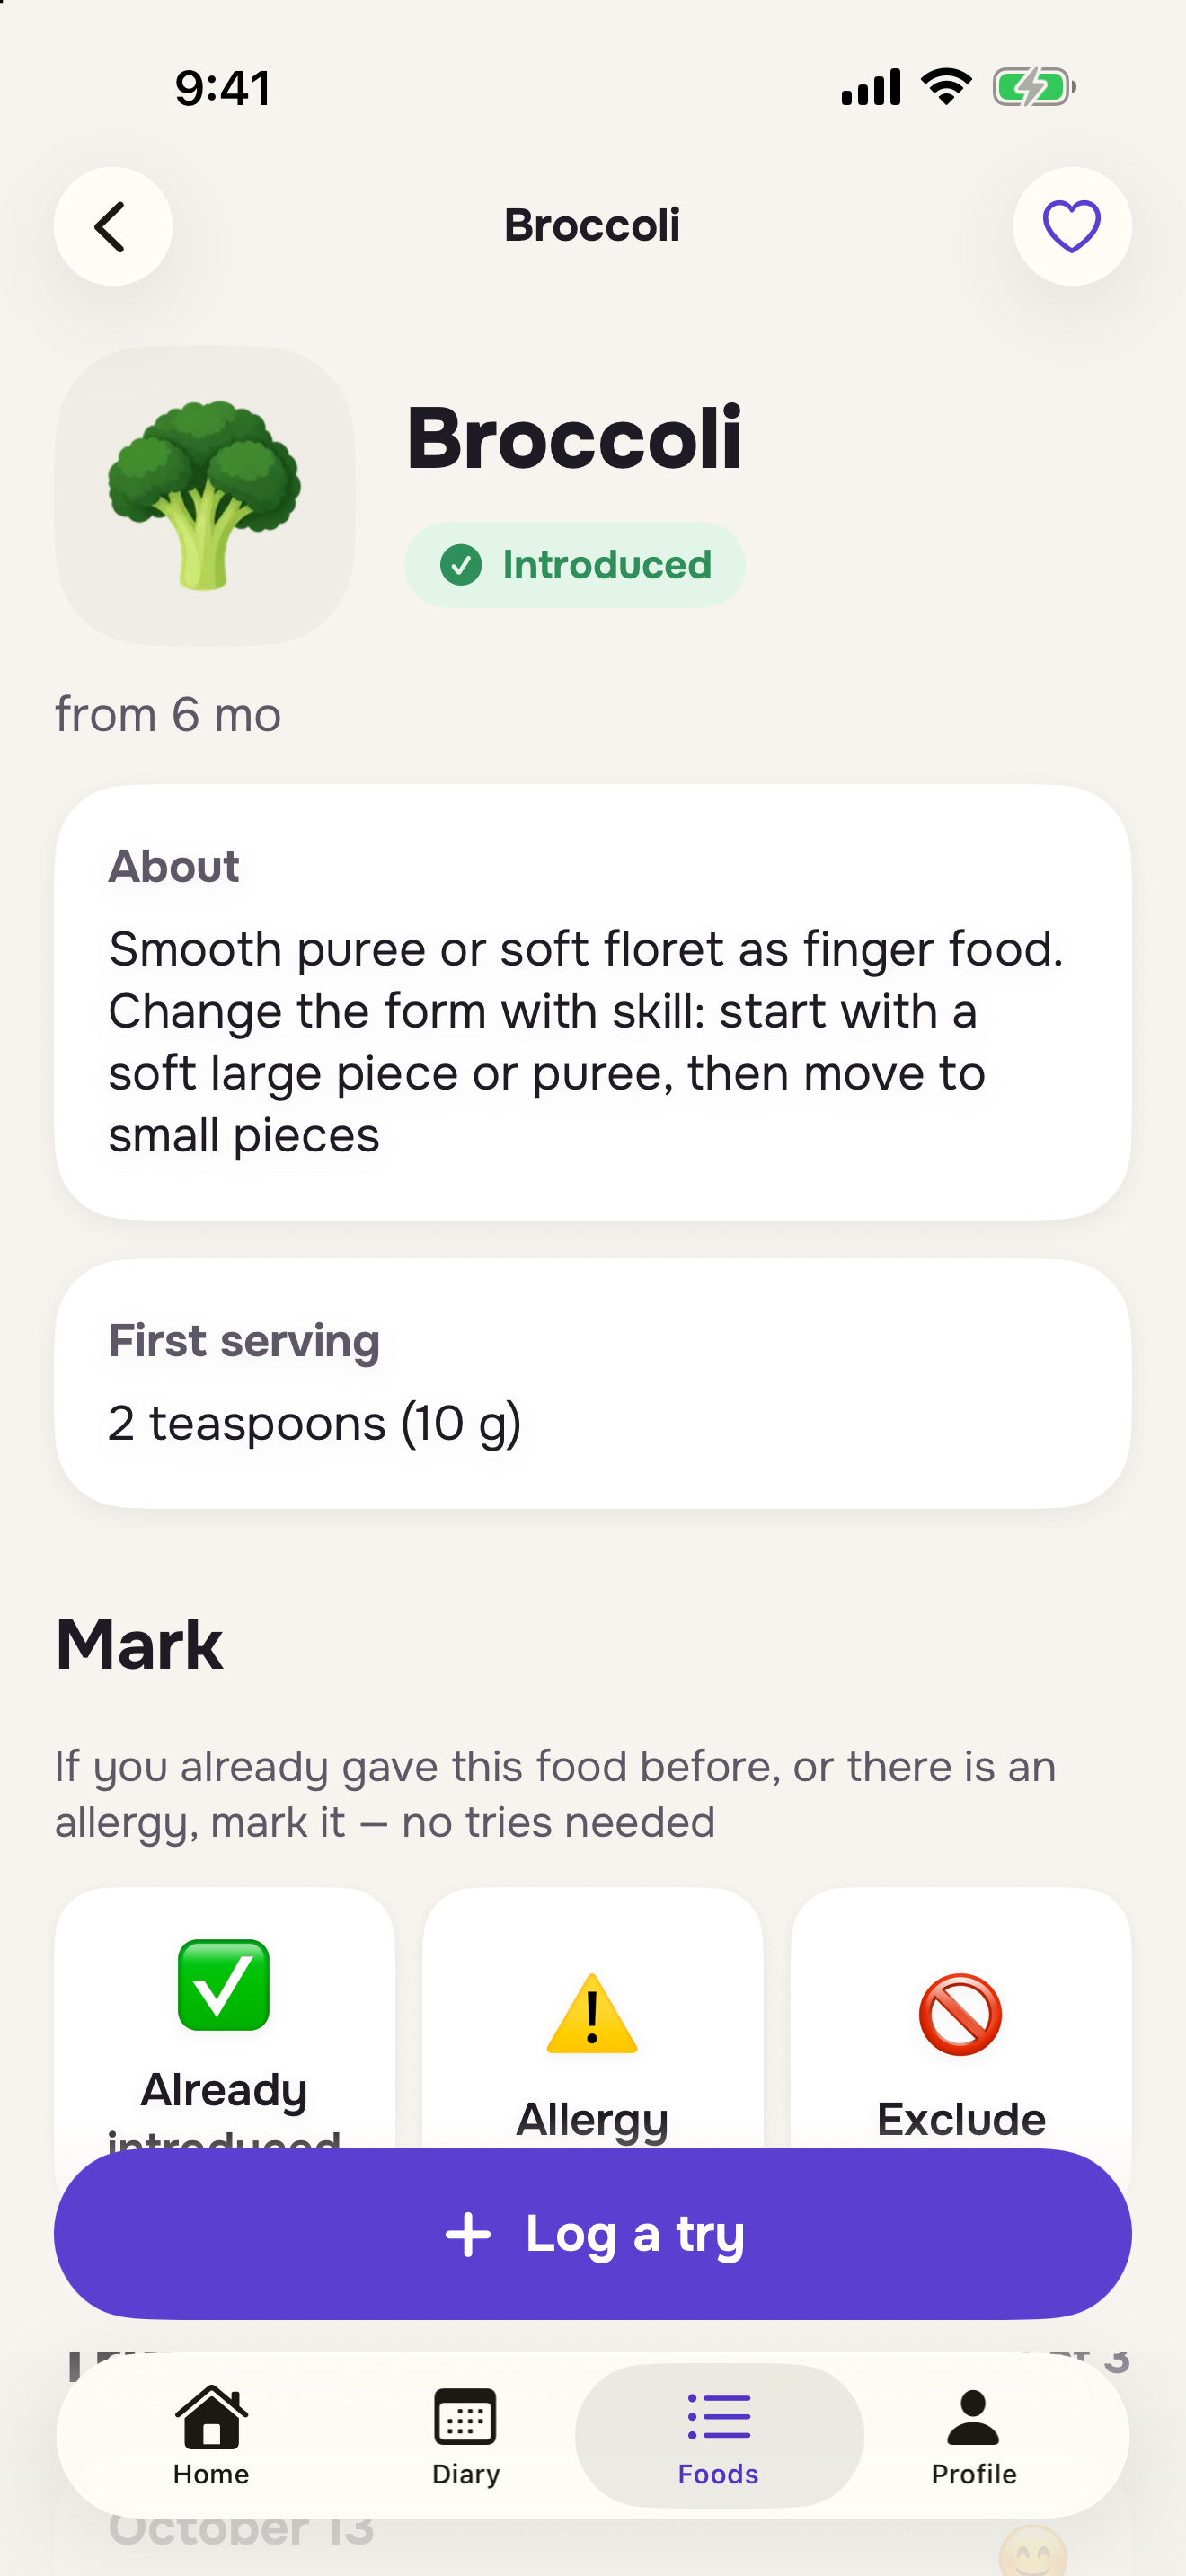 9:41
Broccoli
Broccoli
Introduced
from 6 mo
About
Smooth puree or soft floret as finger food.
Change the form with skill: start with a
soft large piece or puree, then move to
small pieces
First serving
2 teaspoons (10 g)
Mark
If you already gave this food before, or there is an
allergy, mark it — no tries needed
Already
introduced
Allergy
Exclude
Log a try
3
Home
Diary
Foods
Profile
October 13